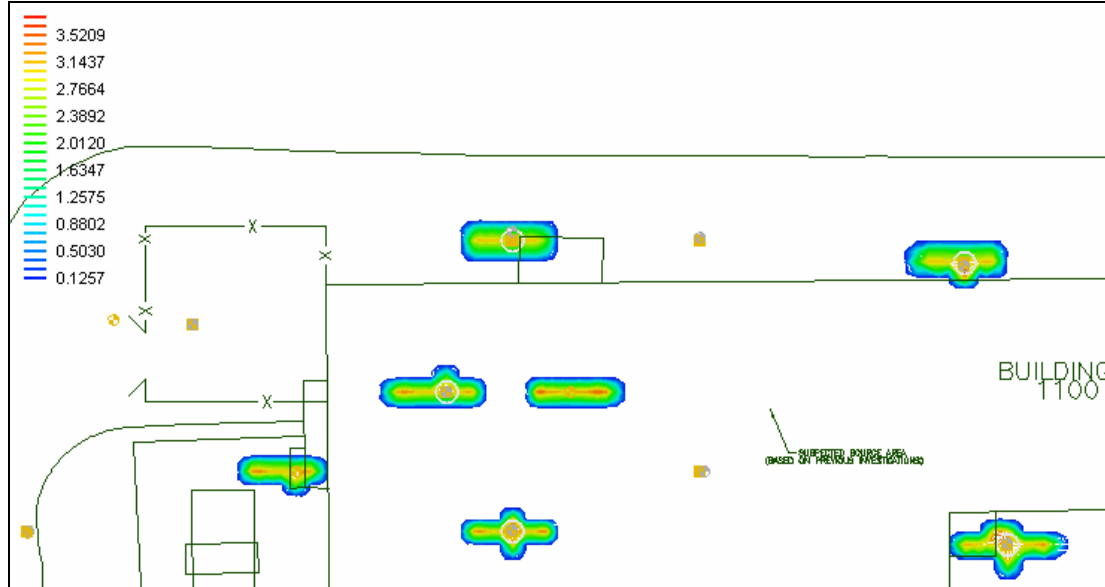 3.5209
3.1437
2.7664
2.3892
2.0120
1.6347
1.2575
0.8802
0.5030
0.1257
X
X
X
X
X
BUILDING
1100
SUSPECTED SOURCE AREA
(BASED ON PREVIOUS INVESTIGATIONS)